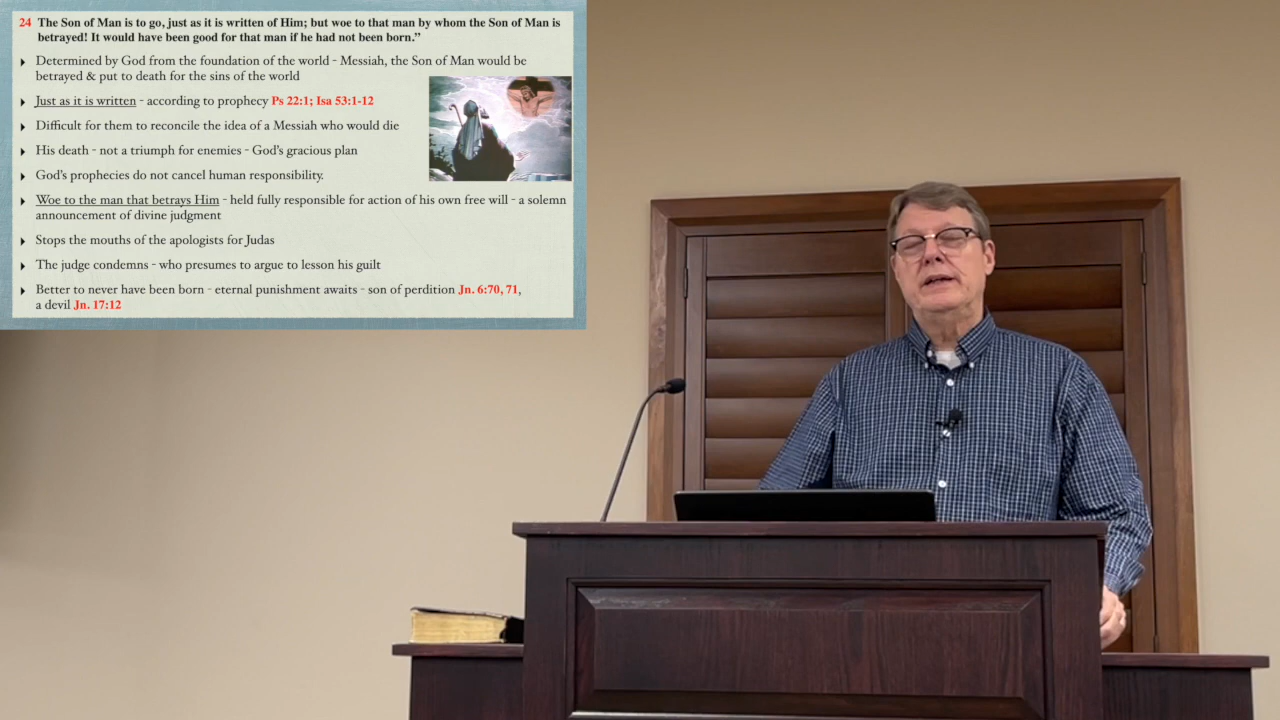 24 The Son of Man is to go, just as it is written of Him; but woe to that man by whom the Son of Man is
betrayed! It would have been good for that man if he had not been born.”
‣ Determined by God from the foundation of the world - Messiah, the Son of Man would be
betrayed & put to death for the sins of the world
‣ Just as it is written - according to prophecy Ps 22:1; Isa 53:1-12
‣ Difficult for them to reconcile the idea of a Messiah who would die
‣ His death - not a triumph for enemies - God’s gracious plan
‣ God’s prophecies do not cancel human responsibility.
‣ Woe to the man that betrays Him - held fully responsible for action of his own free will - a solemn
announcement of divine judgment
‣ Stops the mouths of the apologists for Judas
‣ The judge condemns - who presumes to argue to lesson his guilt
‣ Better to never have been born - eternal punishment awaits - son of perdition Jn. 6:70, 71,
a devil Jn. 17:12